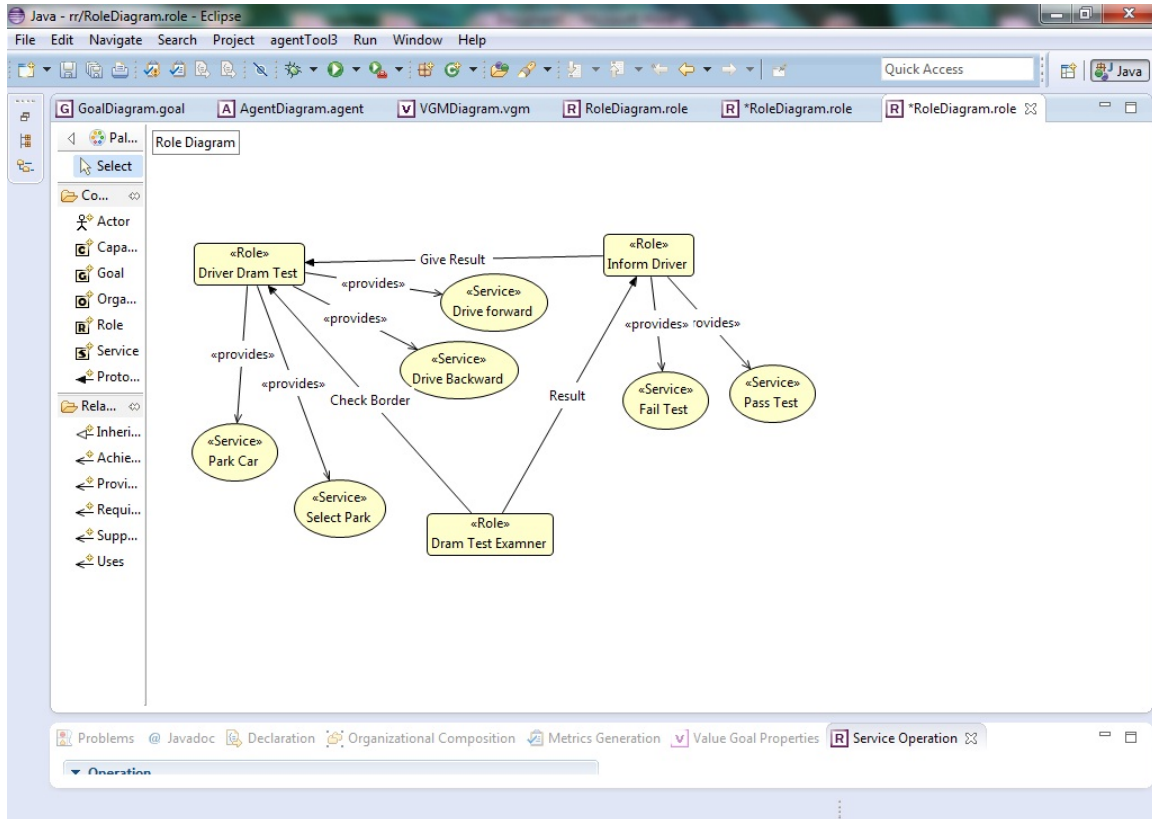 Java - rr/RoleDiagram.role - Eclipse
File Edit Navigate Search Project agentTool3 Run Window Help
Quick Access
Java
GoalDiagram.goal
AgentDiagram.agent
VGMDiagram.vgm
RoleDiagram.role
*RoleDiagram.role
*RoleDiagram.role
Pal...
Select
Co...
Actor
Capa...
Goal
Orga...
Role
Service
Proto...
Rela...
Inheri...
Achie...
Provi...
Requi...
Supp...
Uses
Role Diagram
«Role»
Driver Dram Test
Give Result
«Role»
Inform Driver
«provides»
«Service»
Drive forward
«provides»
«Service»
Drive Backward
«provides»
«provides»
Check Border
Result
«provides»
rovides»
«Service»
Fail Test
«Service»
Pass Test
«Service»
Park Car
«Service»
Select Park
«Role»
Dram Test Examner
Problems @ Javadoc Declaration Organizational Composition Metrics Generation Value Goal Properties Service Operation
Operation